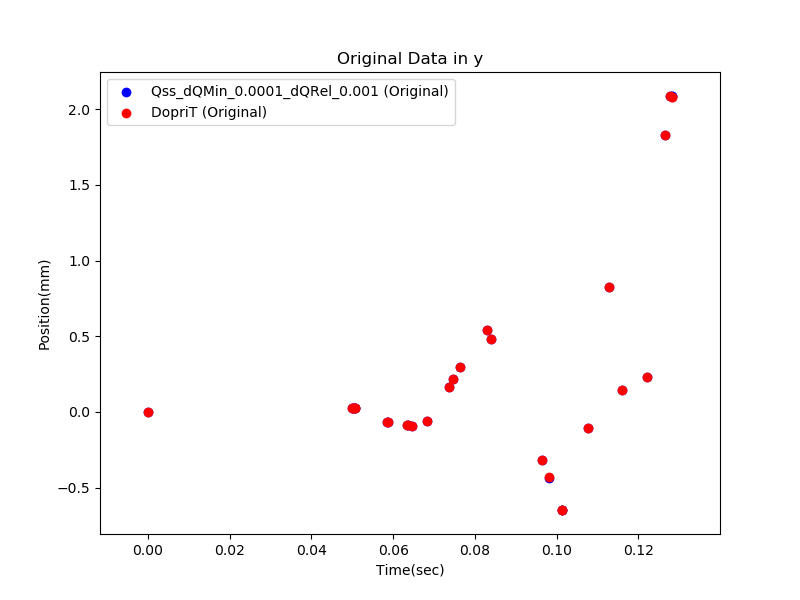 Original Data in y
Qss_dQMin_0.0001_dQRel_0.001 (Original)
DopriT (Original)
2.0
1.5
1.0
0.5
0.0
−0.5
Position(mm)
0.00 0.02 0.04 0.06 0.08 0.10 0.12
Time(sec)